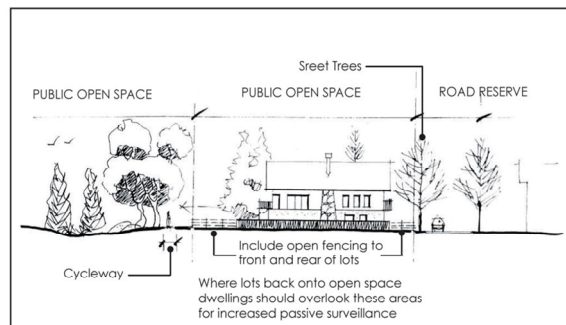 Sreet Trees
PUBLIC OPEN SPACE
PUBLIC OPEN SPACE
ROAD RESERVE
Include open fencing to
front and rear of lots
Cycleway
Where lots back onto open space
dwellings should overlook these areas
for increased passive surveillance